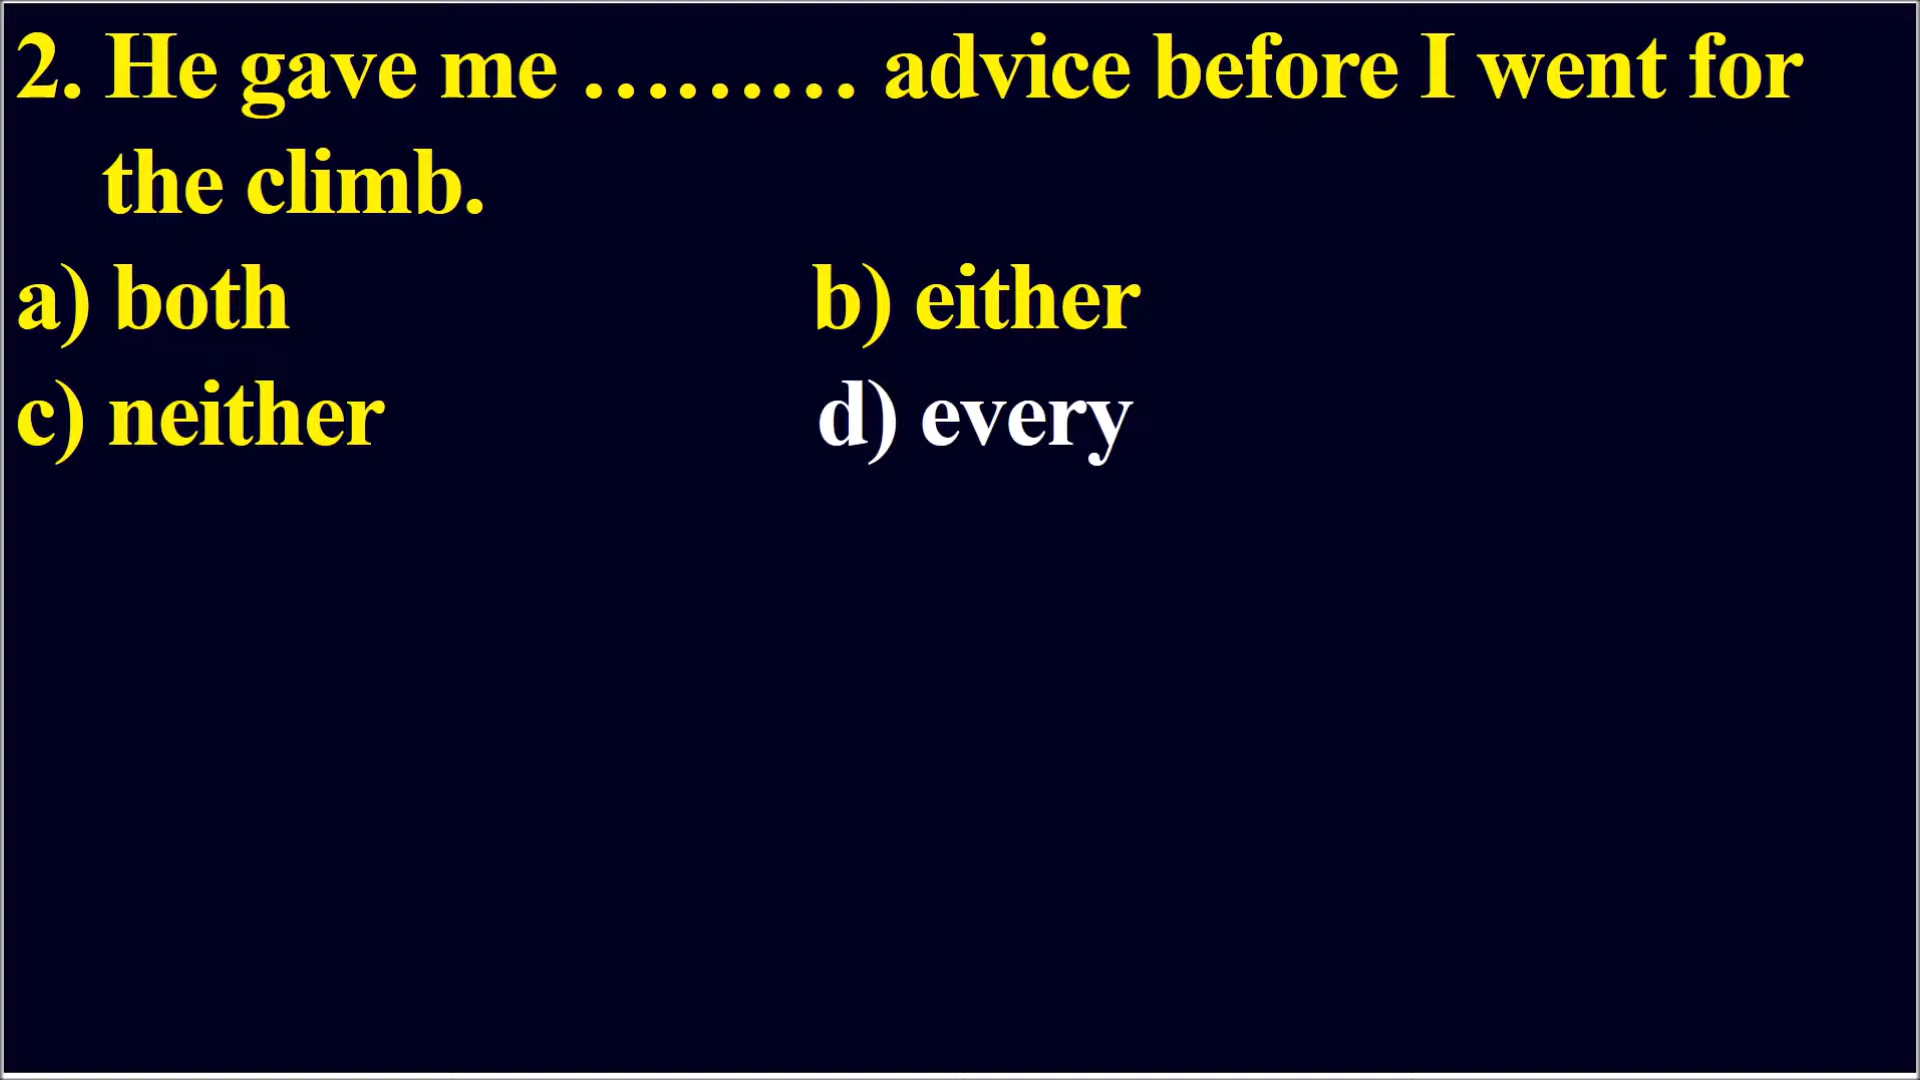 2. He gave me ......... advice before I went for
the climb.
a) both b) either
c) neither d) every